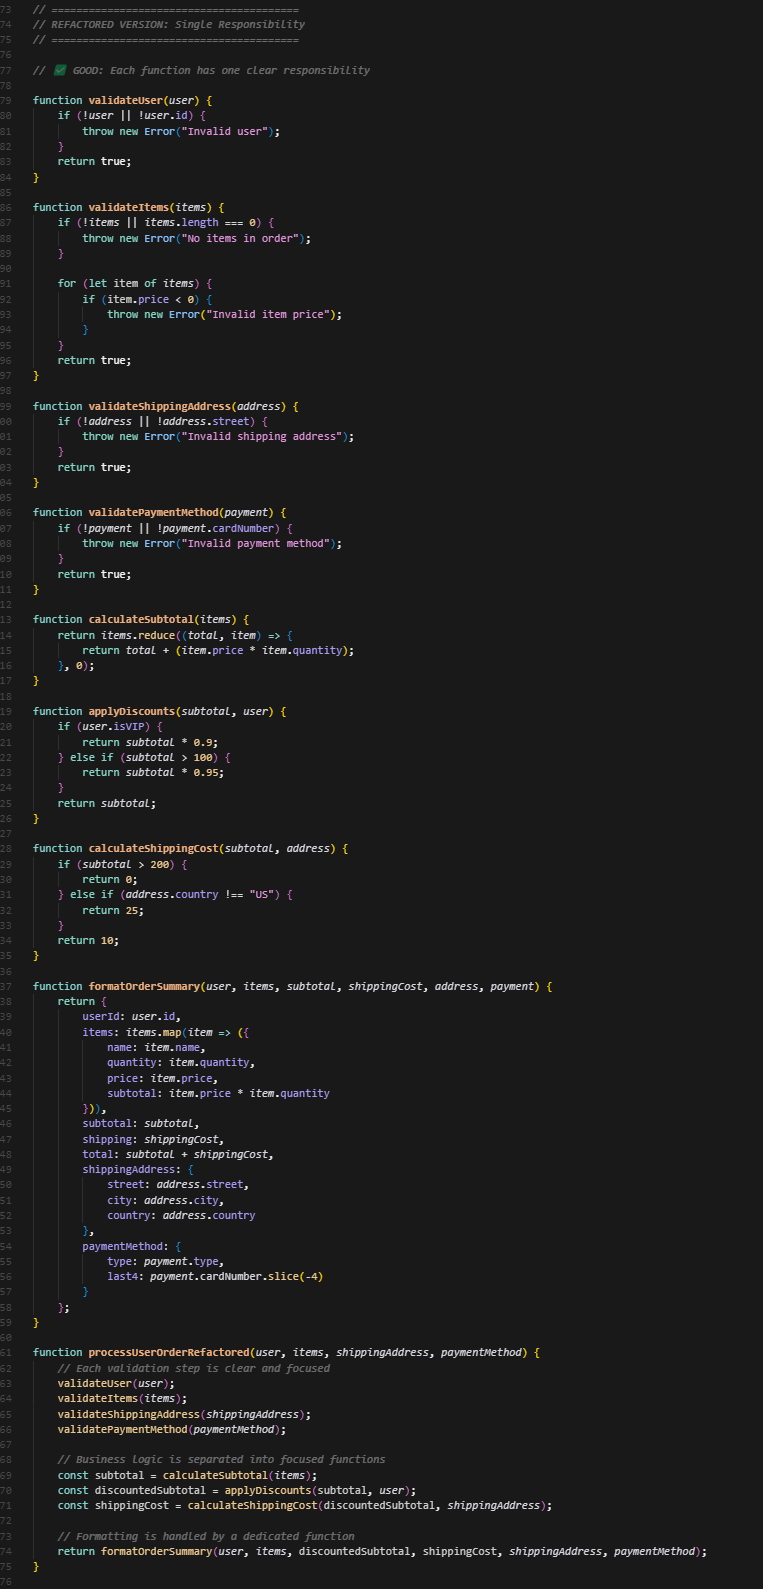 73 // ========================================
74 // REFACTORED VERSION: Single Responsibility
75 // ========================================
76
77 // ✅ GOOD: Each function has one clear responsibility
78
79 function validateUser(user) {
80     if (!user || !user.id) {
81         throw new Error("Invalid user");
82     }
83     return true;
84 }
85
86 function validateItems(items) {
87     if (!items || items.length === 0) {
88         throw new Error("No items in order");
89     }
90
91     for (let item of items) {
92         if (item.price < 0) {
93             throw new Error("Invalid item price");
94         }
95     }
96     return true;
97 }
98
99 function validateShippingAddress(address) {
00     if (!address || !address.street) {
01         throw new Error("Invalid shipping address");
02     }
03     return true;
04 }
05
06 function validatePaymentMethod(payment) {
07     if (!payment || !payment.cardNumber) {
08         throw new Error("Invalid payment method");
09     }
10     return true;
11 }
12
13 function calculateSubtotal(items) {
14     return items.reduce((total, item) => {
15         return total + (item.price * item.quantity);
16     }, 0);
17 }
18
19 function applyDiscounts(subtotal, user) {
20     if (user.isVIP) {
21         return subtotal * 0.9;
22     } else if (subtotal > 100) {
23         return subtotal * 0.95;
24     }
25     return subtotal;
26 }
27
28 function calculateShippingCost(subtotal, address) {
29     if (subtotal > 200) {
30         return 0;
31     } else if (address.country !== "US") {
32         return 25;
33     }
34     return 10;
35 }
36
37 function formatOrderSummary(user, items, subtotal, shippingCost, address, payment) {
38     return {
39         userId: user.id,
40         items: items.map(item => ({
41             name: item.name,
42             quantity: item.quantity,
43             price: item.price,
44             subtotal: item.price * item.quantity
45         })),
46         subtotal: subtotal,
47         shipping: shippingCost,
48         total: subtotal + shippingCost,
49         shippingAddress: {
50             street: address.street,
51             city: address.city,
52             country: address.country
53         },
54         paymentMethod: {
55             type: payment.type,
56             last4: payment.cardNumber.slice(-4)
57         }
58     };
59 }
60
61 function processUserOrderRefactored(user, items, shippingAddress, paymentMethod) {
62     // Each validation step is clear and focused
63     validateUser(user);
64     validateItems(items);
65     validateShippingAddress(shippingAddress);
66     validatePaymentMethod(paymentMethod);
67
68     // Business logic is separated into focused functions
69     const subtotal = calculateSubtotal(items);
70     const discountedSubtotal = applyDiscounts(subtotal, user);
71     const shippingCost = calculateShippingCost(discountedSubtotal, shippingAddress);
72
73     // Formatting is handled by a dedicated function
74     return formatOrderSummary(user, items, discountedSubtotal, shippingCost, shippingAddress, paymentMethod);
75 }
76